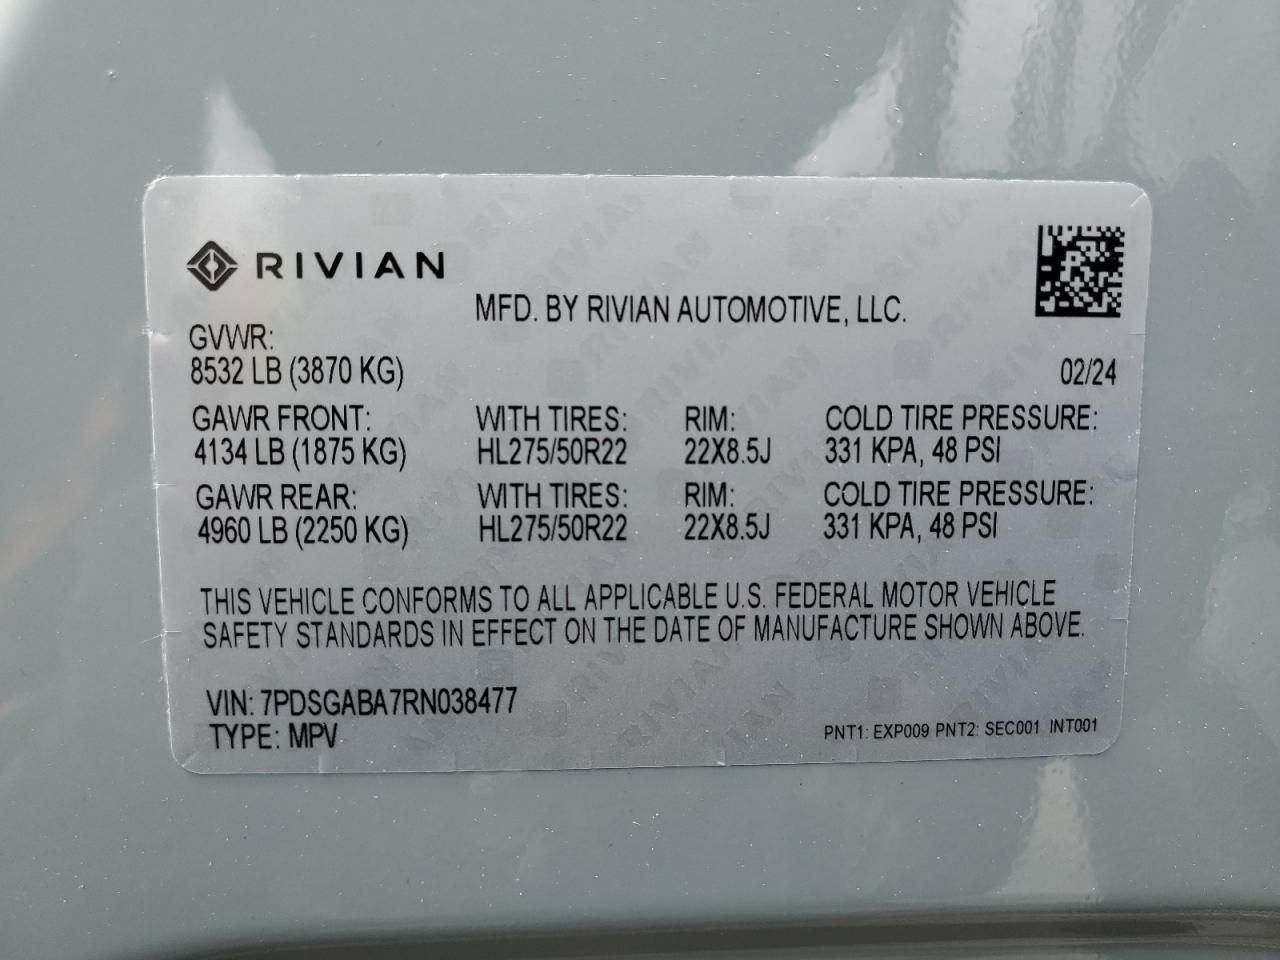 RIVIAN
MFD. BY RIVIAN AUTOMOTIVE, LLC.
GVWR:
8532 LB (3870 KG) 02/24
GAWR FRONT: WITH TIRES: RIM: COLD TIRE PRESSURE:
4134 LB (1875 KG) HL275/50R22 22X8.5J 331 KPA, 48 PSI
GAWR REAR: WITH TIRES: RIM: COLD TIRE PRESSURE:
4960 LB (2250 KG) HL275/50R22 22X8.5J 331 KPA, 48 PSI
THIS VEHICLE CONFORMS TO ALL APPLICABLE U.S. FEDERAL MOTOR VEHICLE
SAFETY STANDARDS IN EFFECT ON THE DATE OF MANUFACTURE SHOWN ABOVE.
VIN: 7PDSGABA7RN038477
TYPE: MPV PNT1: EXP009 PNT2: SEC001 INT001